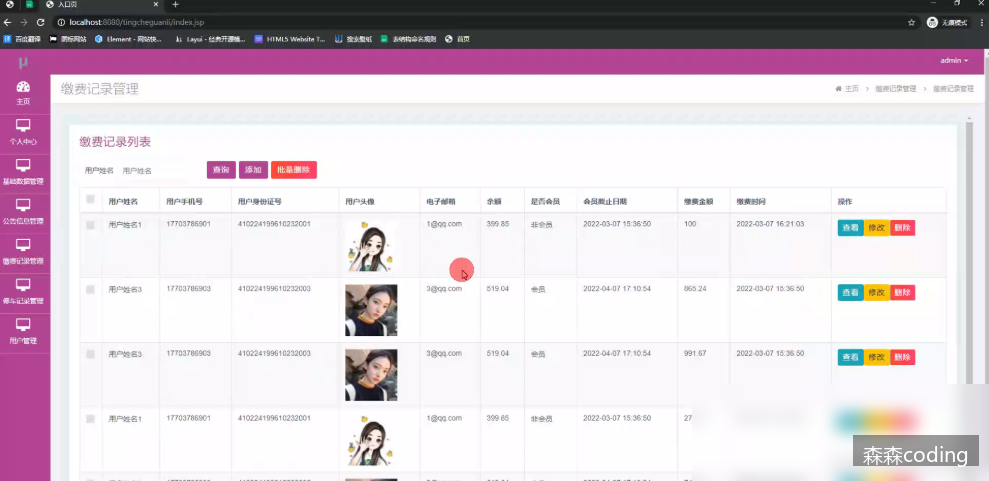 入口页
localhost:8080/tingcheguanli/index.jsp
无痕模式
百度翻译 图标网站 Element - 网站快... Layui - 经典开源模... HTML5 Website T... 搜索壁纸 表结构命名规则 首页
μ
admin
主页
个人中心
基础数据管理
公告信息管理
缴费记录管理
停车记录管理
用户管理
缴费记录管理
主页 > 缴费记录管理 > 缴费记录管理
缴费记录列表
用户姓名 用户姓名 查询 添加 批量删除
用户姓名 用户手机号 用户身份证号 用户头像 电子邮箱 余额 是否会员 会员截止日期 缴费金额 缴费时间 操作
用户姓名1 17703786901 410224199610232001 1@qq.com 399.85 非会员 2022-03-07 15:36:50 100 2022-03-07 16:21:03 查看 修改 删除
用户姓名3 17703786903 410224199610232003 3@qq.com 519.04 会员 2022-04-07 17:10:54 865.24 2022-03-07 15:36:50 查看 修改 删除
用户姓名3 17703786903 410224199610232003 3@qq.com 519.04 会员 2022-04-07 17:10:54 991.67 2022-03-07 15:36:50 查看 修改 删除
用户姓名1 17703786901 410224199610232001 1@qq.com 399.85 非会员 2022-03-07 15:36:50 27
森森coding